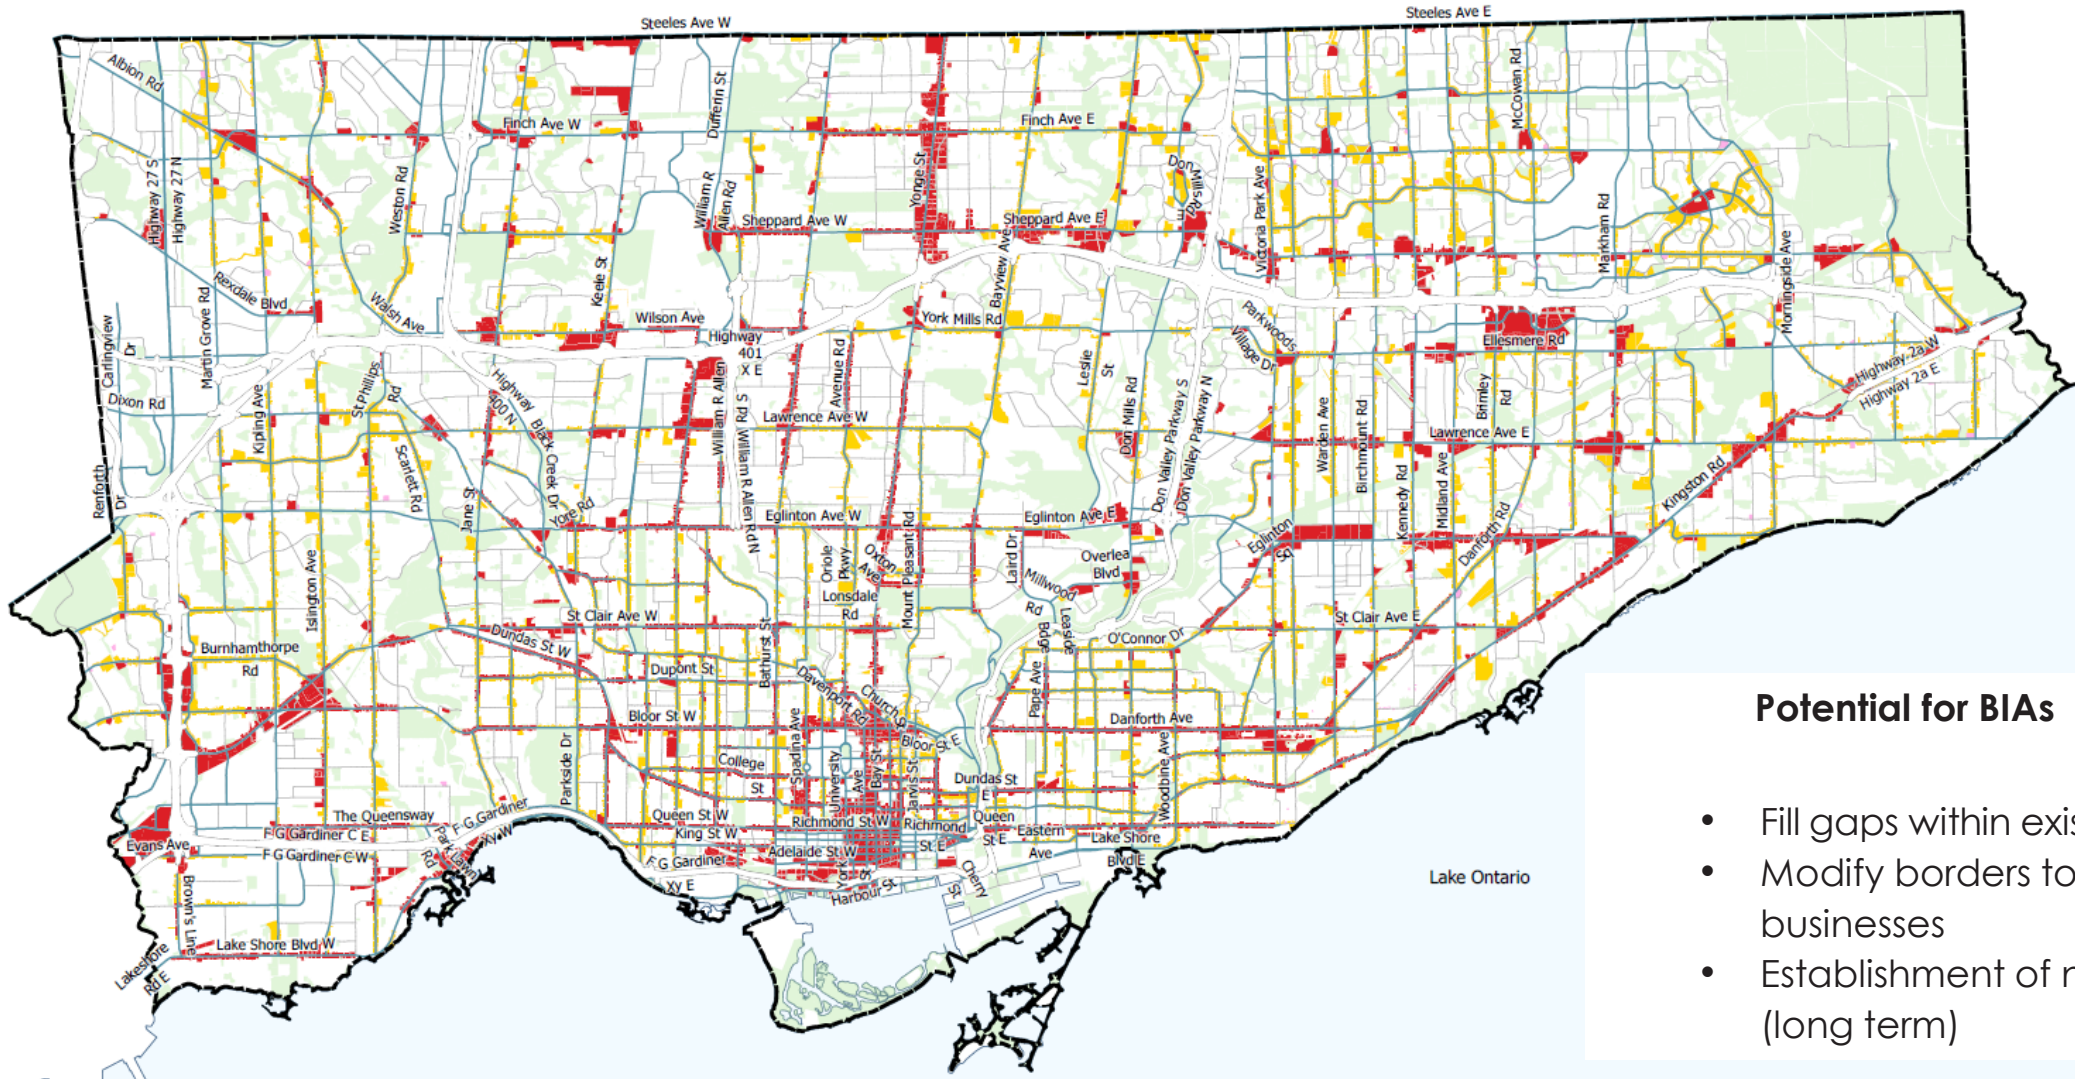 Steeles Ave W
Steeles Ave E
Albion Rd
Dufferin St
McCowan Rd
Finch Ave W
Finch Ave E
Highway 27 S
Highway 27 N
Weston Rd
William R
Allen Rd
Yonge St
Don Mills Rd
Victoria Park Ave
Sheppard Ave W
Sheppard Ave E
Markham Rd
Morningside Ave
Keele St
Bayview Ave
Rexdale Blvd
Martin Grove Rd
Walsh Ave
Wilson Ave
York Mills Rd
Highway
401
X E
Parkwoods
Village Dr
Ellesmere Rd
Highway 2a W
Highway 2a E
Carlingview
Dr
Dixon Rd
Kipling Ave
St Phillips
Rd
Highway
400 N
Black Creek Dr
William R Allen
Rd S
William R Allen Rd N
Avenue Rd
Leslie
St
Don Mills Rd
Don Valley Parkway S
Don Valley Parkway N
Lawrence Ave W
Lawrence Ave E
Warden Ave
Birchmount Rd
Brimley
Rd
Kennedy Rd
Midland Ave
Danforth Rd
Kingston Rd
Renforth
Dr
Scarlett Rd
Jane St
Yore Rd
Eglinton Ave W
Eglinton Ave E
Eglinton
Sq
Islington Ave
Oriole
Pkwy
Oxton
Ave
Mount Pleasant Rd
Laird Dr
Overlea
Blvd
Millwood
Rd
Leaside
Bdge
Lonsdale
Rd
St Clair Ave W
St Clair Ave E
O'Connor Dr
Burnhamthorpe
Rd
Dundas St W
Dupont St
Bathurst St
Davenport Rd
Church St
Pape Ave
Bloor St W
Bloor St E
Danforth Ave
Parkside Dr
College
St
Spadina Ave
University
Ave
Bay St
Jarvis St
Dundas St
E
Woodbine Ave
The Queensway
F G Gardiner
Xy W
Queen St W
Queen
St E
King St W
Richmond St W
Richmond
St E
Eastern
Ave
Lake Shore
Blvd E
F G Gardiner C E
F G Gardiner C W
Evans Ave
Park Lawn
Rd
Adelaide St W
F G Gardiner
Xy E
York
St
Harbour St
Cherry
St
Brown's Line
Lake Shore Blvd W
Lakeshore
Rd E
Lake Ontario
Potential for BIAs
• Fill gaps within exis
• Modify borders to
businesses
• Establishment of n
(long term)